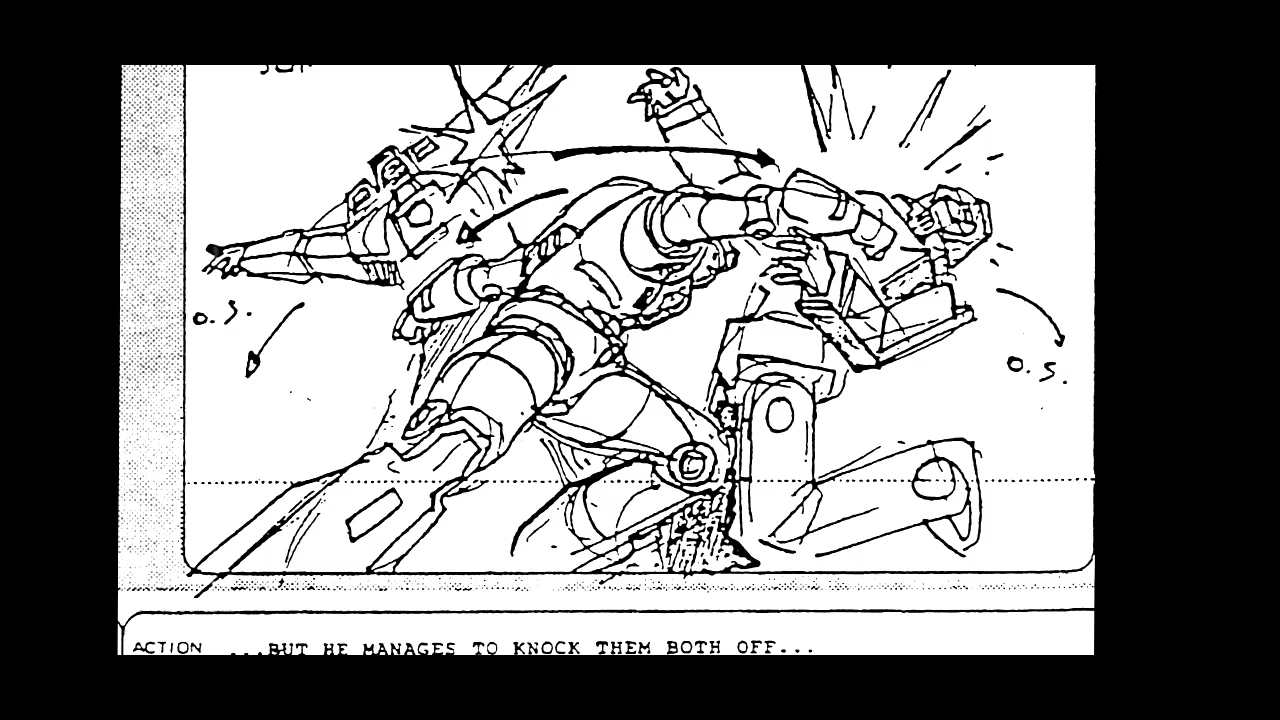 O.S.
O.S.
ACTION ...BUT HE MANAGES TO KNOCK THEM BOTH OFF...